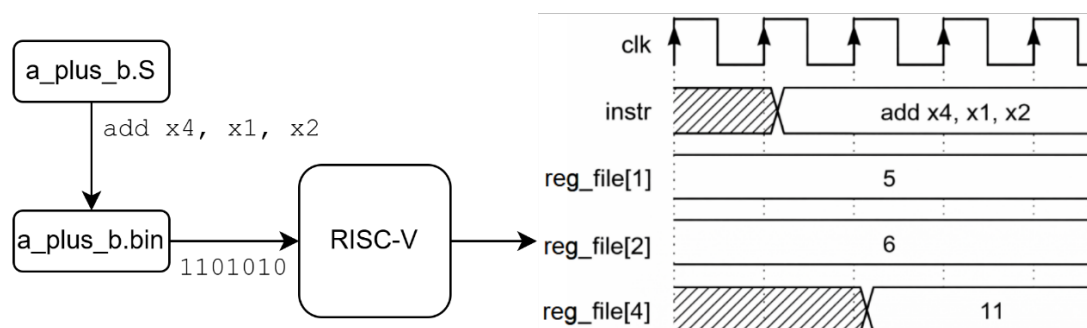 a_plus_b.S
add x4, x1, x2
a_plus_b.bin
1101010
RISC-V
clk
instr
add x4, x1, x2
reg_file[1]
5
reg_file[2]
6
reg_file[4]
11